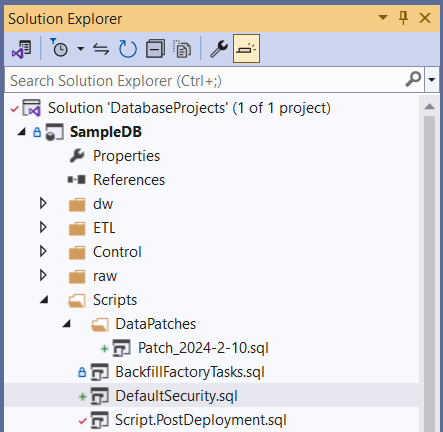 Solution Explorer
Search Solution Explorer (Ctrl+;)
Solution 'DatabaseProjects' (1 of 1 project)
SampleDB
Properties
References
dw
ETL
Control
raw
Scripts
DataPatches
Patch_2024-2-10.sql
BackfillFactoryTasks.sql
DefaultSecurity.sql
Script.PostDeployment.sql